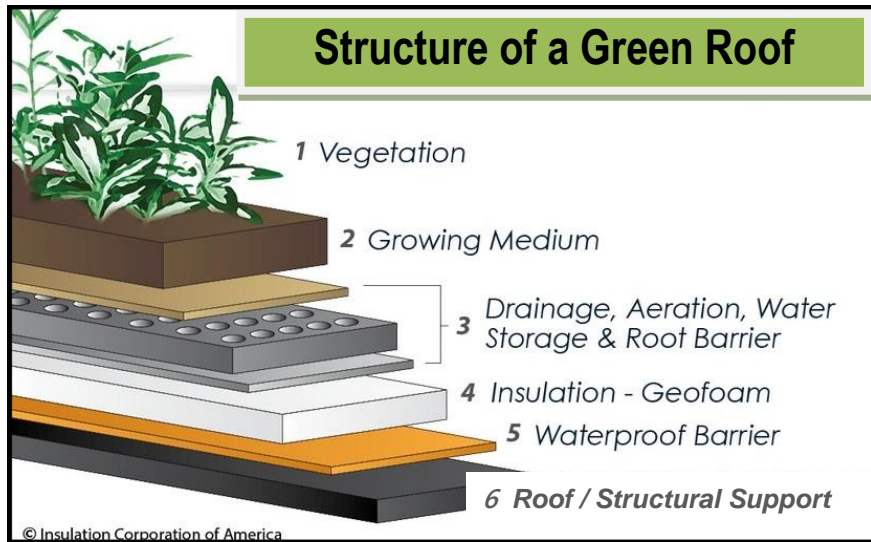 Structure of a Green Roof
1 Vegetation
2 Growing Medium
3 Drainage, Aeration, Water
Storage & Root Barrier
4 Insulation - Geofoam
5 Waterproof Barrier
6 Roof / Structural Support
© Insulation Corporation of America